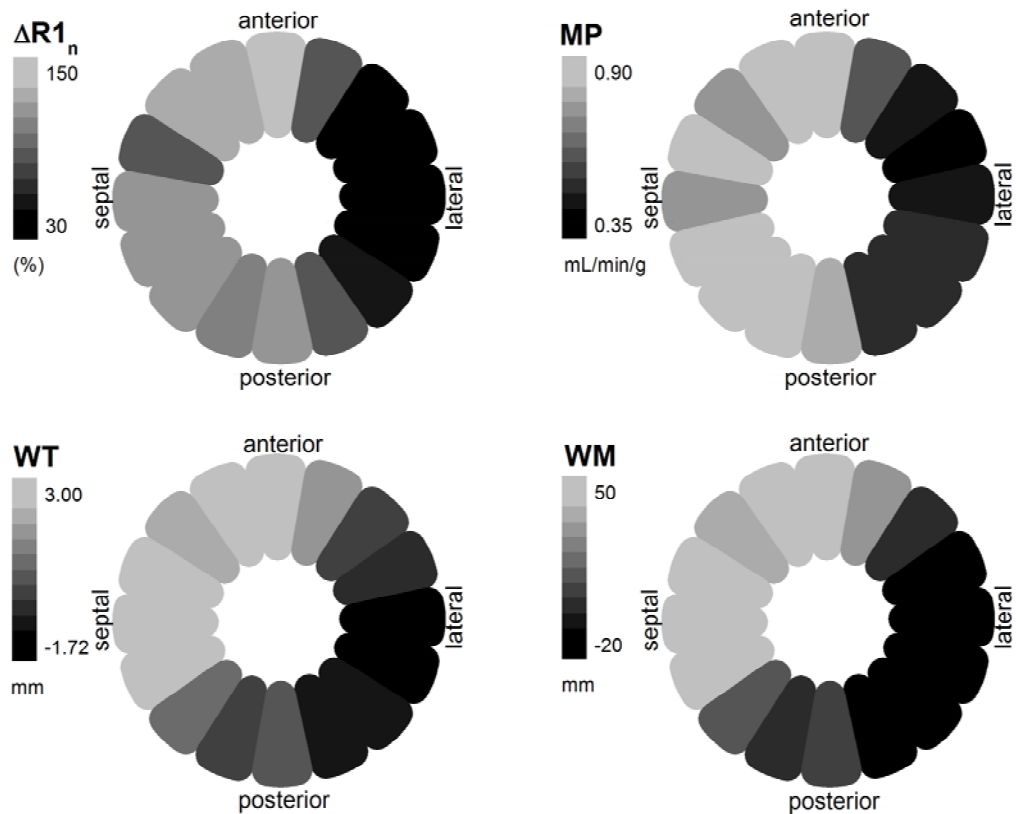 ΔR1n
150
30
(%)
anterior
septal
lateral
posterior
MP
0.90
0.35
mL/min/g
anterior
septal
lateral
posterior
WT
3.00
-1.72
mm
anterior
septal
lateral
posterior
WM
50
-20
mm
anterior
septal
lateral
posterior